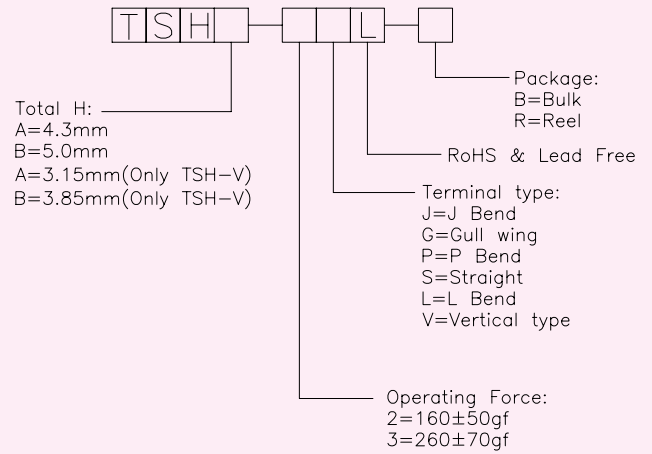 TSH L
Package:
B=Bulk
R=Reel
Total H:
A=4.3mm
B=5.0mm
A=3.15mm(Only TSH-V)
B=3.85mm(Only TSH-V)
RoHS & Lead Free
Terminal type:
J=J Bend
G=Gull wing
P=P Bend
S=Straight
L=L Bend
V=Vertical type
Operating Force:
2=160±50gf
3=260±70gf